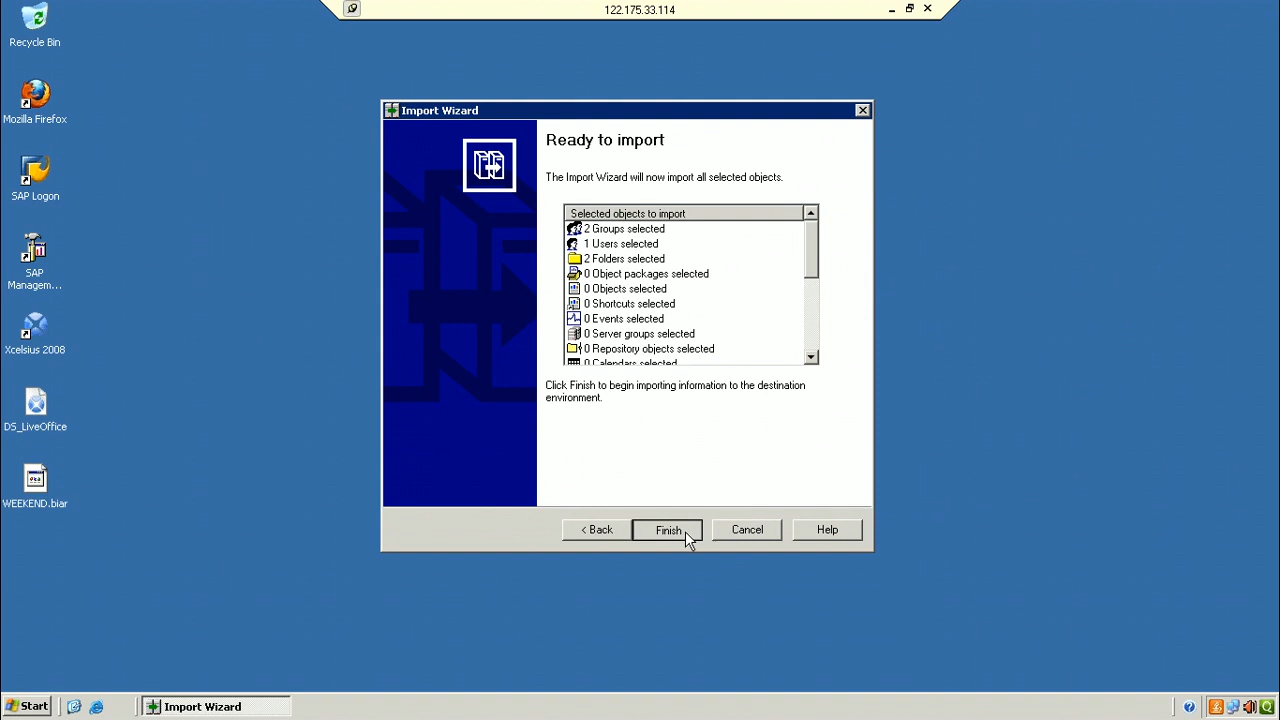 122.175.33.114
Recycle Bin
Mozilla Firefox
SAP Logon
SAP
Managem...
Xcelsius 2008
DS_LiveOffice
WEEKEND.biar
Import Wizard
Ready to import
The Import Wizard will now import all selected objects.
Selected objects to import
2 Groups selected
1 Users selected
2 Folders selected
0 Object packages selected
0 Objects selected
0 Shortcuts selected
0 Events selected
0 Server groups selected
0 Repository objects selected
0 Calendars selected
Click Finish to begin importing information to the destination
environment.
< Back
Finish
Cancel
Help
Start
Import Wizard